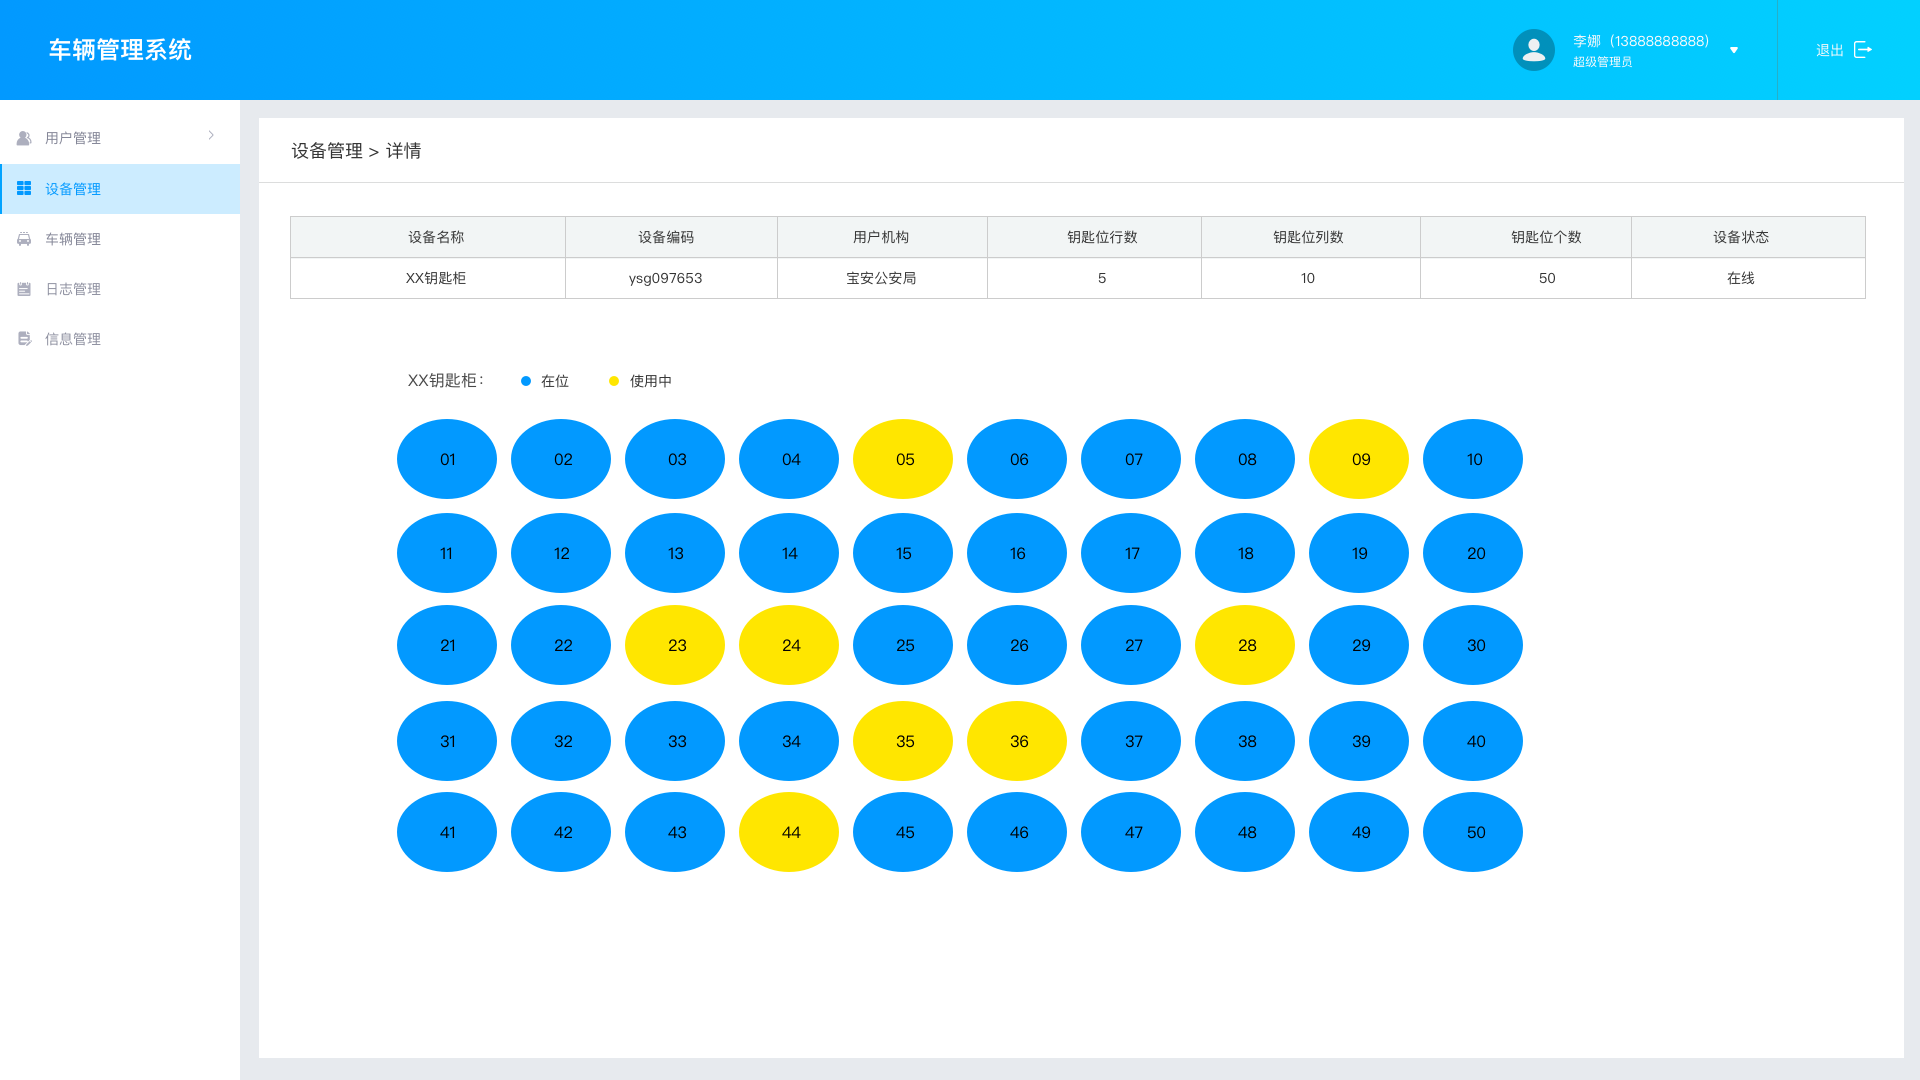 车辆管理系统
李娜（13888888888）
超级管理员
退出
用户管理
设备管理
车辆管理
日志管理
信息管理
设备管理 > 详情
设备名称 设备编码 用户机构 钥匙位行数 钥匙位列数 钥匙位个数 设备状态
XX钥匙柜 ysg097653 宝安公安局 5 10 50 在线
XX钥匙柜： 在位 使用中
01 02 03 04 05 06 07 08 09 10
11 12 13 14 15 16 17 18 19 20
21 22 23 24 25 26 27 28 29 30
31 32 33 34 35 36 37 38 39 40
41 42 43 44 45 46 47 48 49 50